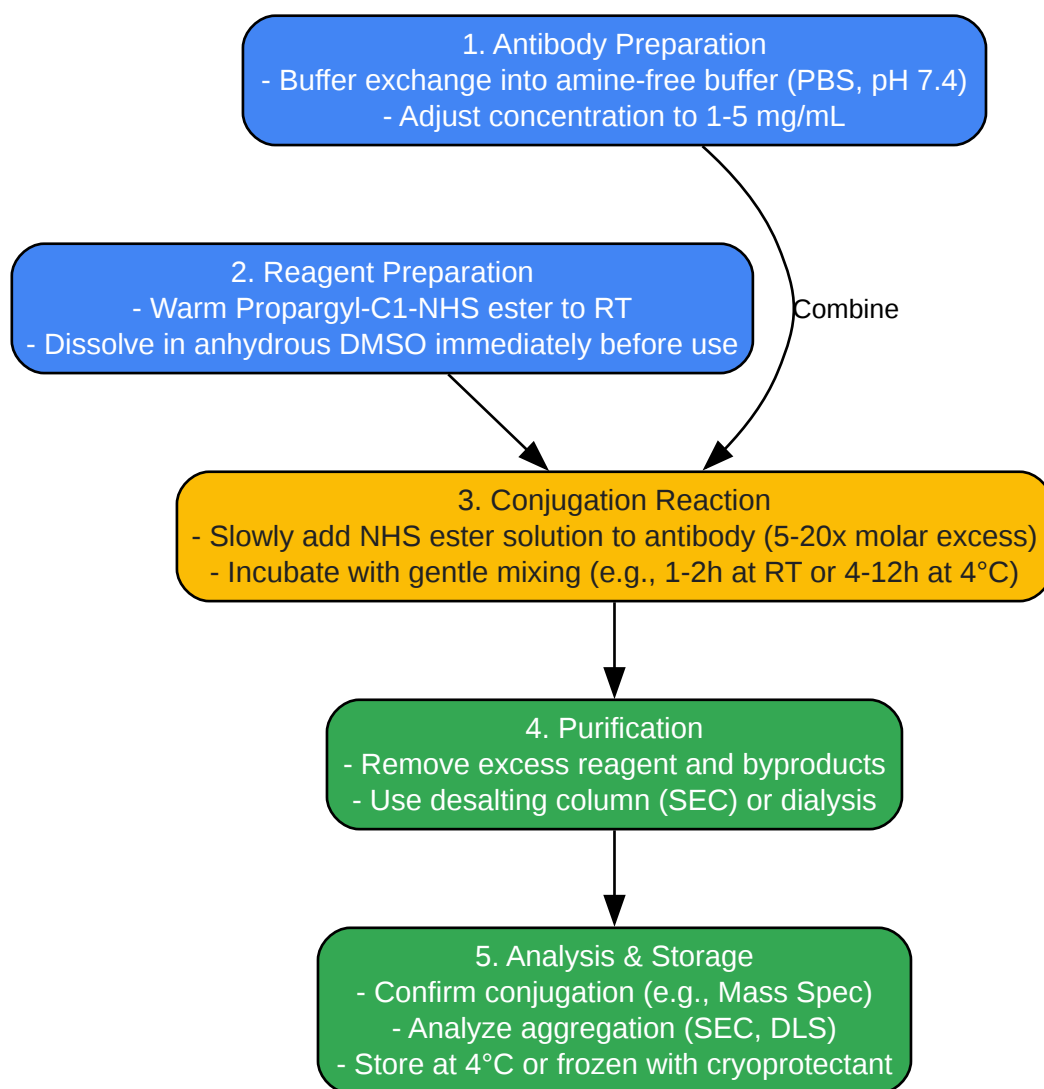 1. Antibody Preparation
- Buffer exchange into amine-free buffer (PBS, pH 7.4)
- Adjust concentration to 1-5 mg/mL
2. Reagent Preparation
- Warm Propargyl-C1-NHS ester to RT
- Dissolve in anhydrous DMSO immediately before use
Combine
3. Conjugation Reaction
- Slowly add NHS ester solution to antibody (5-20x molar excess)
- Incubate with gentle mixing (e.g., 1-2h at RT or 4-12h at 4°C)
4. Purification
- Remove excess reagent and byproducts
- Use desalting column (SEC) or dialysis
5. Analysis & Storage
- Confirm conjugation (e.g., Mass Spec)
- Analyze aggregation (SEC, DLS)
- Store at 4°C or frozen with cryoprotectant